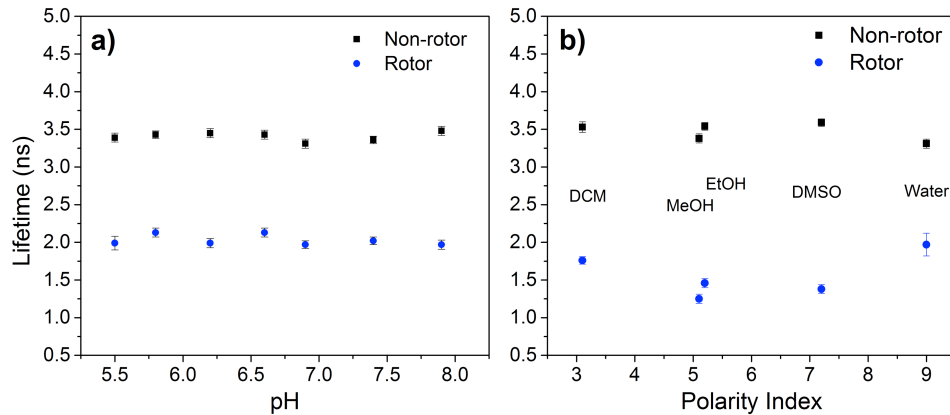 a)
Non-rotor
Rotor
Lifetime (ns)
5.0
4.5
4.0
3.5
3.0
2.5
2.0
1.5
1.0
0.5
5.5 6.0 6.5 7.0 7.5 8.0
pH
b)
Non-rotor
Rotor
5.0
4.5
4.0
3.5
3.0
2.5
2.0
1.5
1.0
0.5
DCM
MeOH
EtOH
DMSO
Water
3 4 5 6 7 8 9
Polarity Index